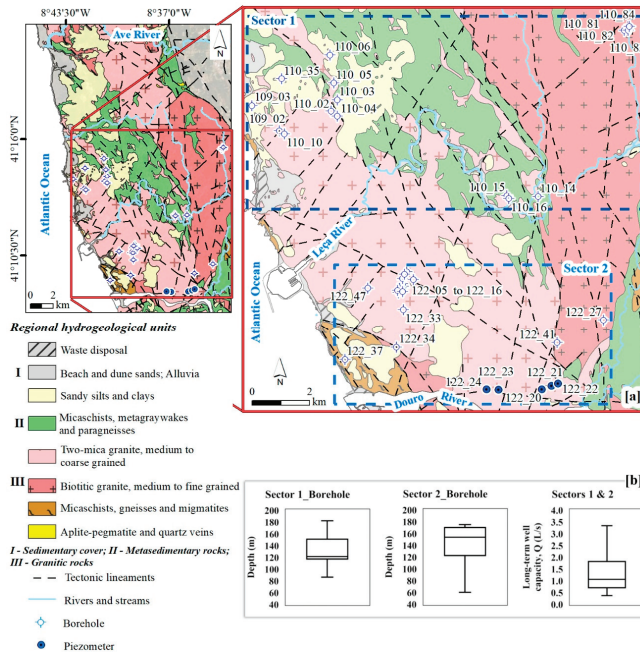 8°43'30"W
8°37'0"W
Ave River
N
41°16'0"N
41°10'30"N
Atlantic Ocean
0 2
km
Sector 1
110_84
110_81
110_82
110_06
110_35
110_05
109_03
110_03
110_02
110_04
109_02
110_10
110_15
110_14
110_16
Leça River
Atlantic Ocean
Sector 2
122_47
122_05 to 122_16
122_33
122_27
122_34
122_41
122_37
122_23
122_21
122_24
122_22
122_20
Douro River
N
0 2
km
[a]
Regional hydrogeological units
Waste disposal
I Beach and dune sands; Alluvia
Sandy silts and clays
II Micaschists, metagraywakes
and paragneisses
Two-mica granite, medium to
coarse grained
III Biotitic granite, medium to fine grained
Micaschists, gneisses and migmatites
Aplite-pegmatite and quartz veins
I - Sedimentary cover; II - Metasedimentary rocks;
III - Granitic rocks
Tectonic lineaments
Rivers and streams
Borehole
Piezometer
[b]
Sector 1_Borehole
Depth (m)
200
180
160
140
120
100
80
60
40
Sector 2_Borehole
Depth (m)
200
180
160
140
120
100
80
60
40
Sectors 1 & 2
Long-term well
capacity, Q (L/s)
4.0
3.5
3.0
2.5
2.0
1.5
1.0
0.5
0.0